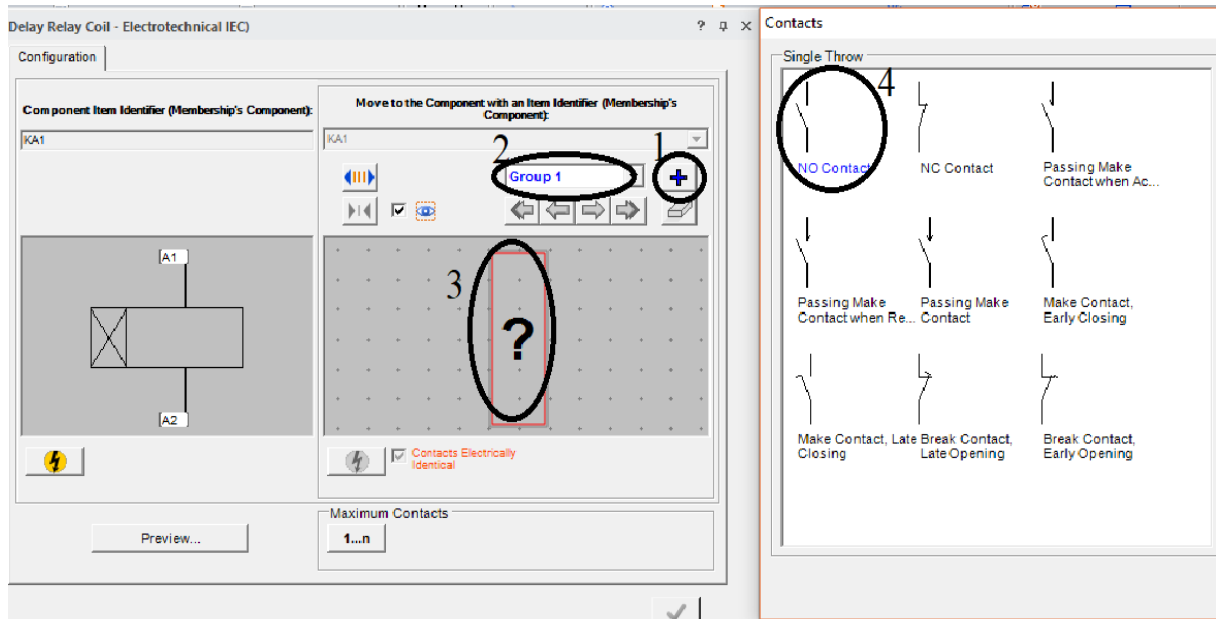 Delay Relay Coil - Electrotechnical IEC)
?
Configuration
Component Item Identifier (Membership's Component):
KA1
Move to the Component with an Item Identifier (Membership's
Component):
KA1
2
1
Group 1
+
A1
A2
3
?
Contacts Electrically
Identical
Preview...
Maximum Contacts
1...n
Contacts
Single Throw
4
NO Contact
NC Contact
Passing Make
Contact when Ac...
Passing Make
Contact when Re...
Passing Make
Contact
Make Contact,
Early Closing
Make Contact, Late
Closing
Break Contact,
Late Opening
Break Contact,
Early Opening